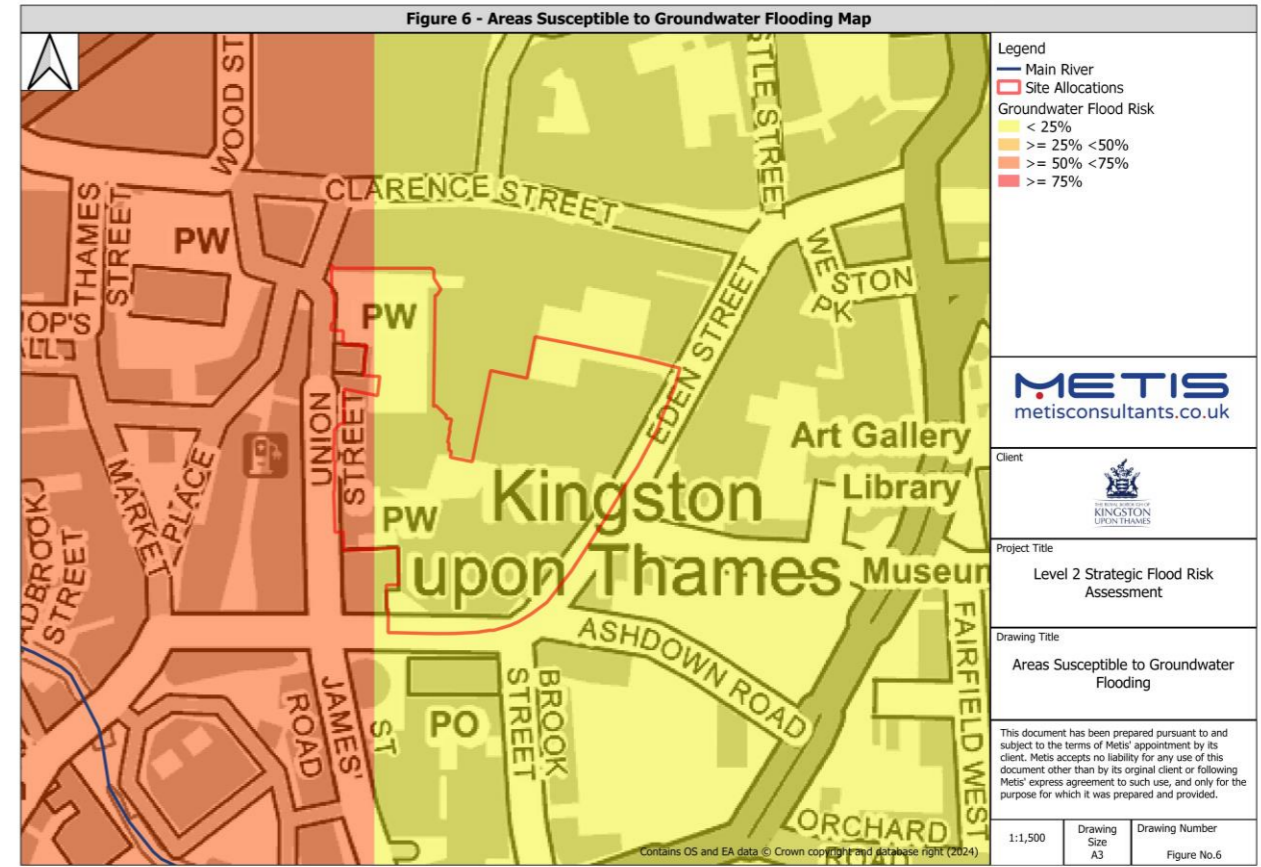 Figure 6 - Areas Susceptible to Groundwater Flooding Map
WOOD ST
THAMES
STREET
PW
CLARENCE STREET
TLE STREET
WESTON
PK
OP'S
ALL
PW
UNION
STREET
EDEN STREET
MARKET
PLACE
PW
Art Gallery
Library
Museum
Kingston
upon Thames
ADBROOK
STREET
ASHDOWN ROAD
FAIRFIELD WEST
JAMES'
ROAD
ST
PO
BROOK
STREET
ORCHARD
Contains OS and EA data © Crown copyright and database right (2024)
Legend
Main River
Site Allocations
Groundwater Flood Risk
< 25%
>= 25% <50%
>= 50% <75%
>= 75%
METIS
metisconsultants.co.uk
Client
THE ROYAL BOROUGH OF
KINGSTON
UPON THAMES
Project Title
Level 2 Strategic Flood Risk
Assessment
Drawing Title
Areas Susceptible to Groundwater
Flooding
This document has been prepared pursuant to and
subject to the terms of Metis' appointment by its
client. Metis accepts no liability for any use of this
document other than by its orginal client or following
Metis' express agreement to such use, and only for the
purpose for which it was prepared and provided.
1:1,500
Drawing
Size
A3
Drawing Number
Figure No.6